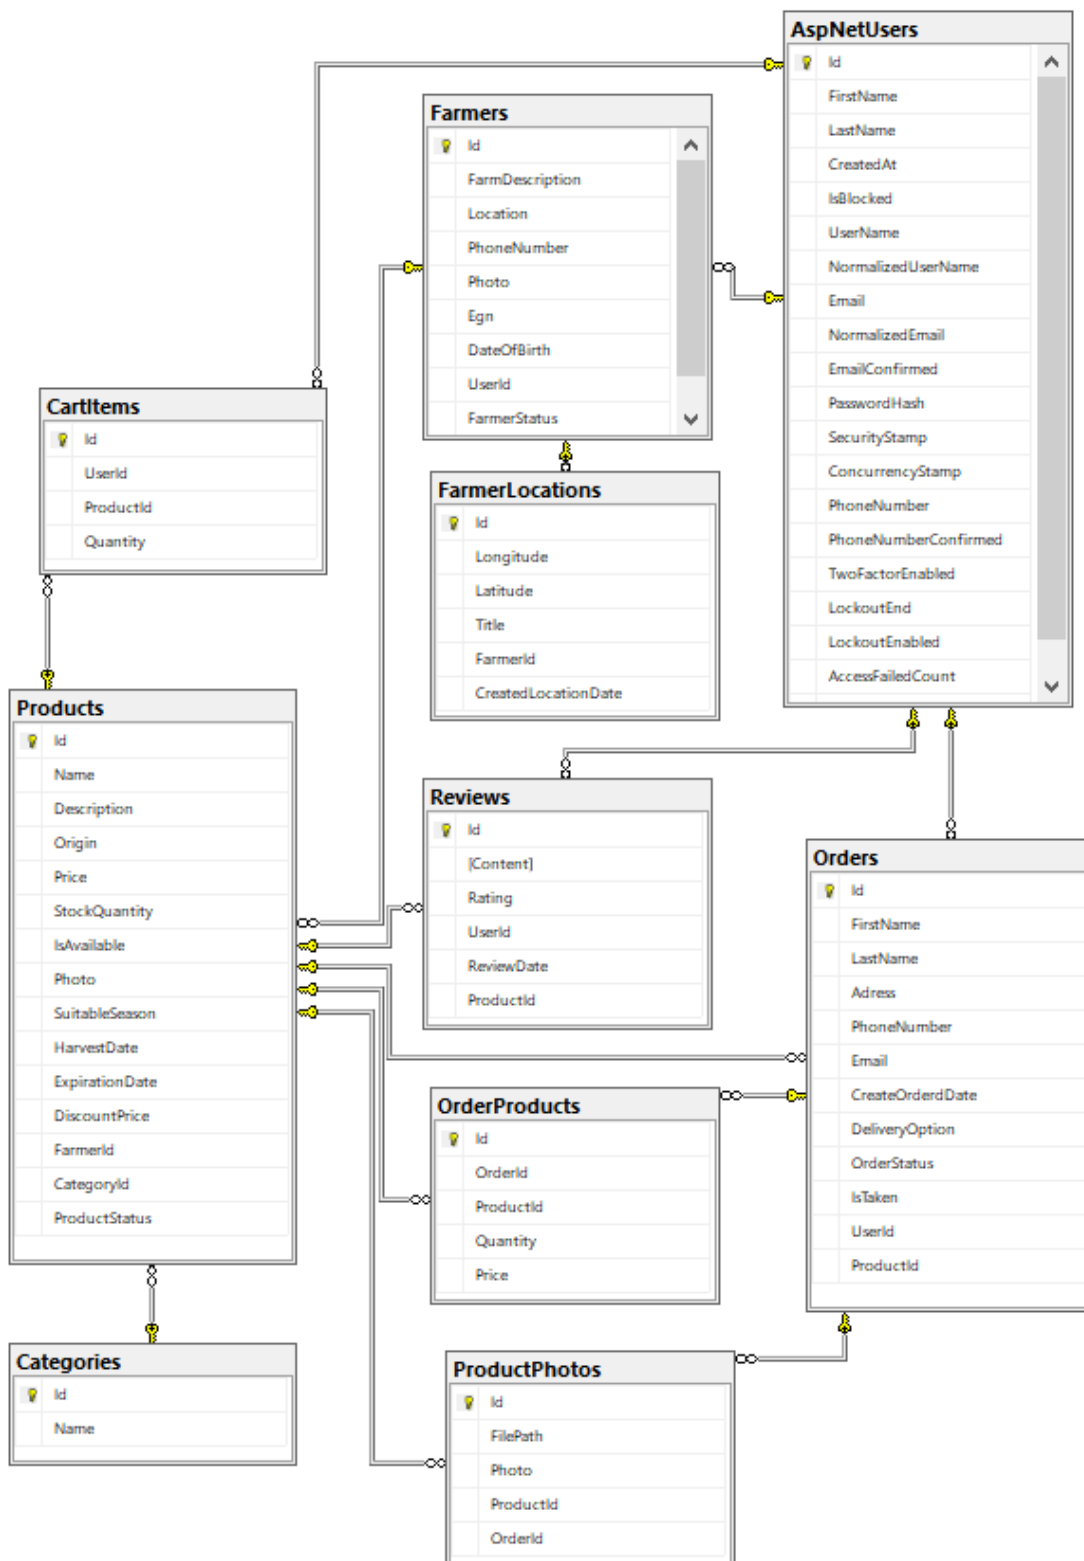 AspNetUsers
Id
FirstName
LastName
CreatedAt
IsBlocked
UserName
NormalizedUserName
Email
NormalizedEmail
EmailConfirmed
PasswordHash
SecurityStamp
ConcurrencyStamp
PhoneNumber
PhoneNumberConfirmed
TwoFactorEnabled
LockoutEnd
LockoutEnabled
AccessFailedCount
Farmers
Id
FarmDescription
Location
PhoneNumber
Photo
Egn
DateOfBirth
UserId
FarmerStatus
CartItems
Id
UserId
ProductId
Quantity
FarmerLocations
Id
Longitude
Latitude
Title
FarmerId
CreatedLocationDate
Products
Id
Name
Description
Origin
Price
StockQuantity
IsAvailable
Photo
SuitableSeason
HarvestDate
ExpirationDate
DiscountPrice
FarmerId
CategoryId
ProductStatus
Reviews
Id
[Content]
Rating
UserId
ReviewDate
ProductId
Orders
Id
FirstName
LastName
Adress
PhoneNumber
Email
CreateOrderdDate
DeliveryOption
OrderStatus
IsTaken
UserId
ProductId
OrderProducts
Id
OrderId
ProductId
Quantity
Price
Categories
Id
Name
ProductPhotos
Id
FilePath
Photo
ProductId
OrderId